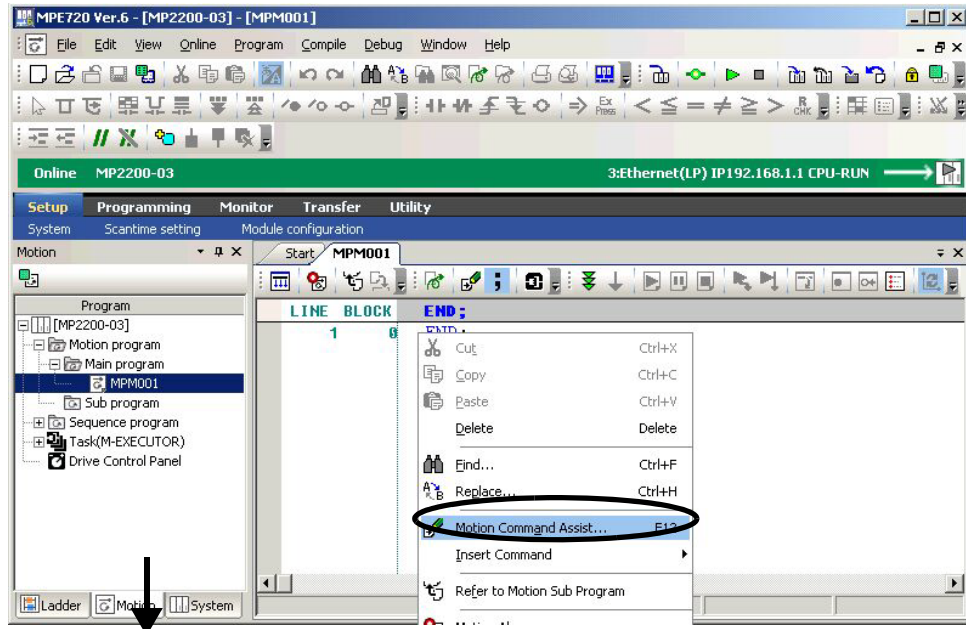 MPE720 Ver.6 - [MP2200-03] - [MPM001]
File Edit View Online Program Compile Debug Window Help
Online MP2200-03 3:Ethernet(LP) IP192.168.1.1 CPU-RUN
Setup Programming Monitor Transfer Utility
System Scantime setting Module configuration
Motion
Start MPM001
Program
LINE BLOCK END;
[MP2200-03]
1 0 END;
Motion program
Main program
MPM001
Sub program
Sequence program
Task(M-EXECUTOR)
Drive Control Panel
Cut Ctrl+X
Copy Ctrl+C
Paste Ctrl+V
Delete Delete
Find... Ctrl+F
Replace... Ctrl+H
Motion Command Assist... F12
Insert Command
Refer to Motion Sub Program
Ladder Motion System